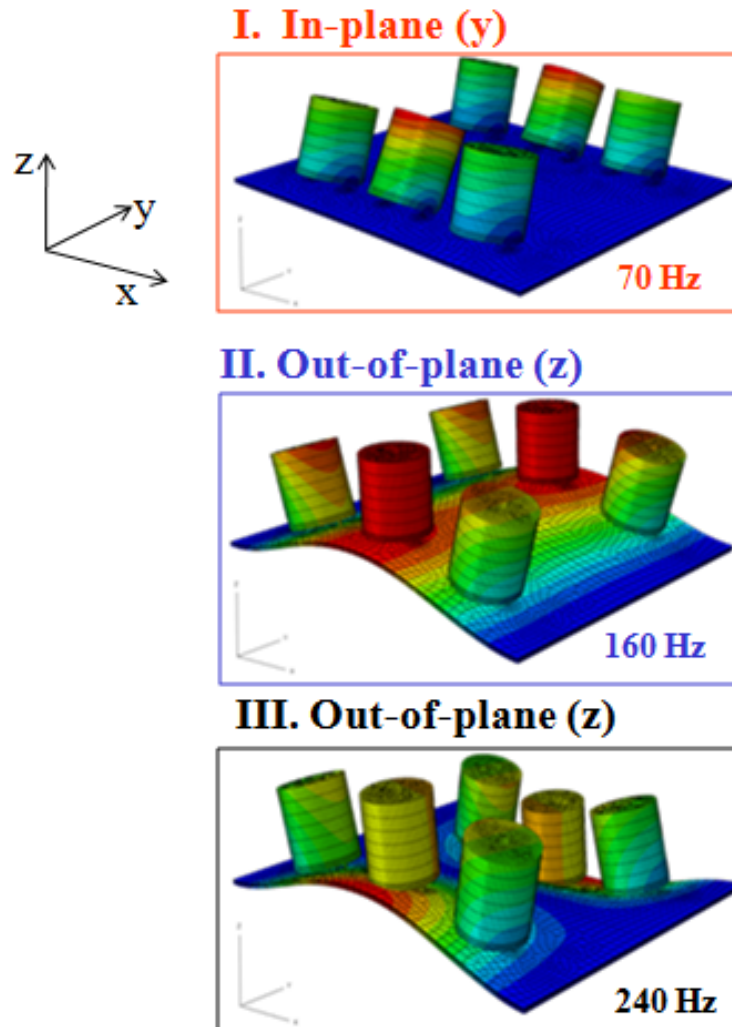 I. In-plane (y)
z
y
x
70 Hz
II. Out-of-plane (z)
160 Hz
III. Out-of-plane (z)
240 Hz